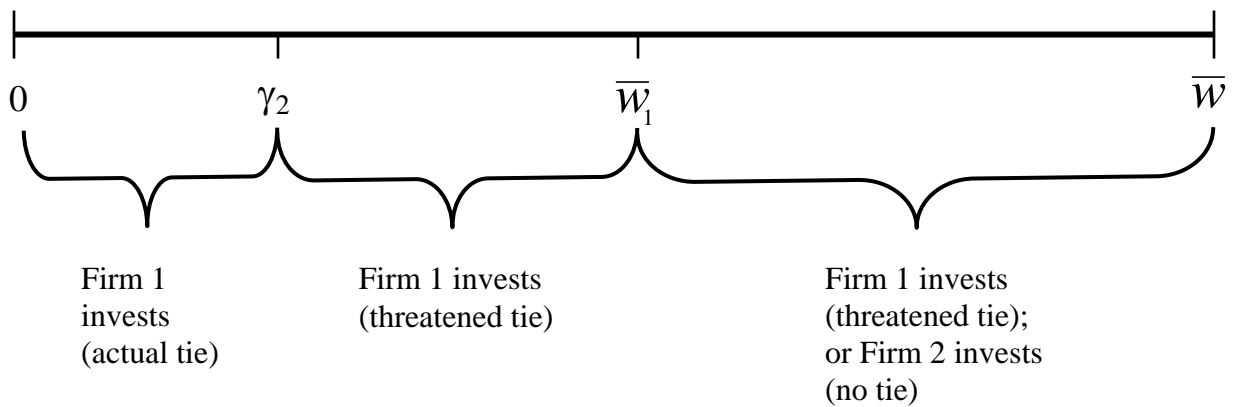 0 γ₂ w̅₁ w̅
Firm 1
invests
(actual tie)
Firm 1 invests
(threatened tie)
Firm 1 invests
(threatened tie);
or Firm 2 invests
(no tie)